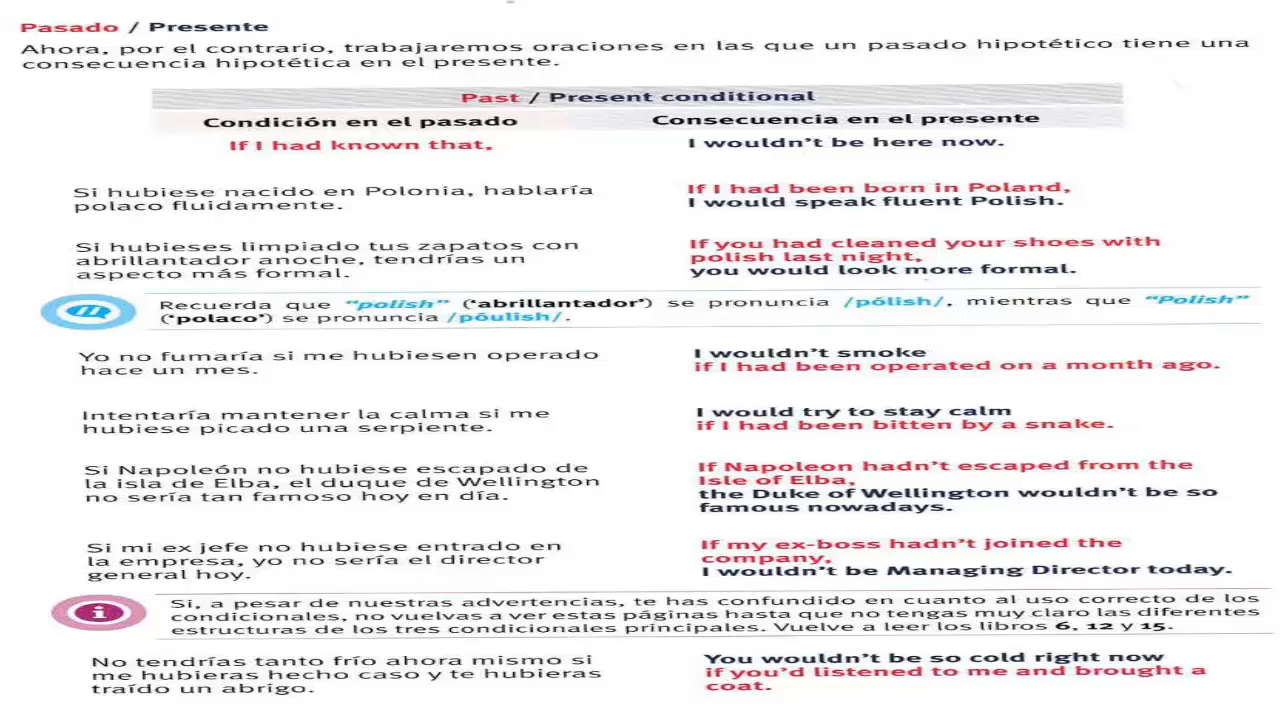 Pasado / Presente
Ahora, por el contrario, trabajaremos oraciones en las que un pasado hipotético tiene una
consecuencia hipotética en el presente.
Past / Present conditional
Condición en el pasado
Consecuencia en el presente
If I had known that,
I wouldn't be here now.
Si hubiese nacido en Polonia, hablaría
polaco fluidamente.
If I had been born in Poland,
I would speak fluent Polish.
Si hubieses limpiado tus zapatos con
abrillantador anoche, tendrías un
aspecto más formal.
If you had cleaned your shoes with
polish last night,
you would look more formal.
Recuerda que "polish" ('abrillantador') se pronuncia /pólish/, mientras que "Polish"
('polaco') se pronuncia /póulish/.
Yo no fumaría si me hubiesen operado
hace un mes.
I wouldn't smoke
if I had been operated on a month ago.
Intentaría mantener la calma si me
hubiese picado una serpiente.
I would try to stay calm
if I had been bitten by a snake.
Si Napoleón no hubiese escapado de
la isla de Elba, el duque de Wellington
no sería tan famoso hoy en día.
If Napoleon hadn't escaped from the
Isle of Elba,
the Duke of Wellington wouldn't be so
famous nowadays.
Si mi ex jefe no hubiese entrado en
la empresa, yo no sería el director
general hoy.
If my ex-boss hadn't joined the
company,
I wouldn't be Managing Director today.
i
Si, a pesar de nuestras advertencias, te has confundido en cuanto al uso correcto de los
condicionales, no vuelvas a ver estas páginas hasta que no tengas muy claro las diferentes
estructuras de los tres condicionales principales. Vuelve a leer los libros 6, 12 y 15.
No tendrías tanto frío ahora mismo si
me hubieras hecho caso y te hubieras
traído un abrigo.
You wouldn't be so cold right now
if you'd listened to me and brought a
coat.